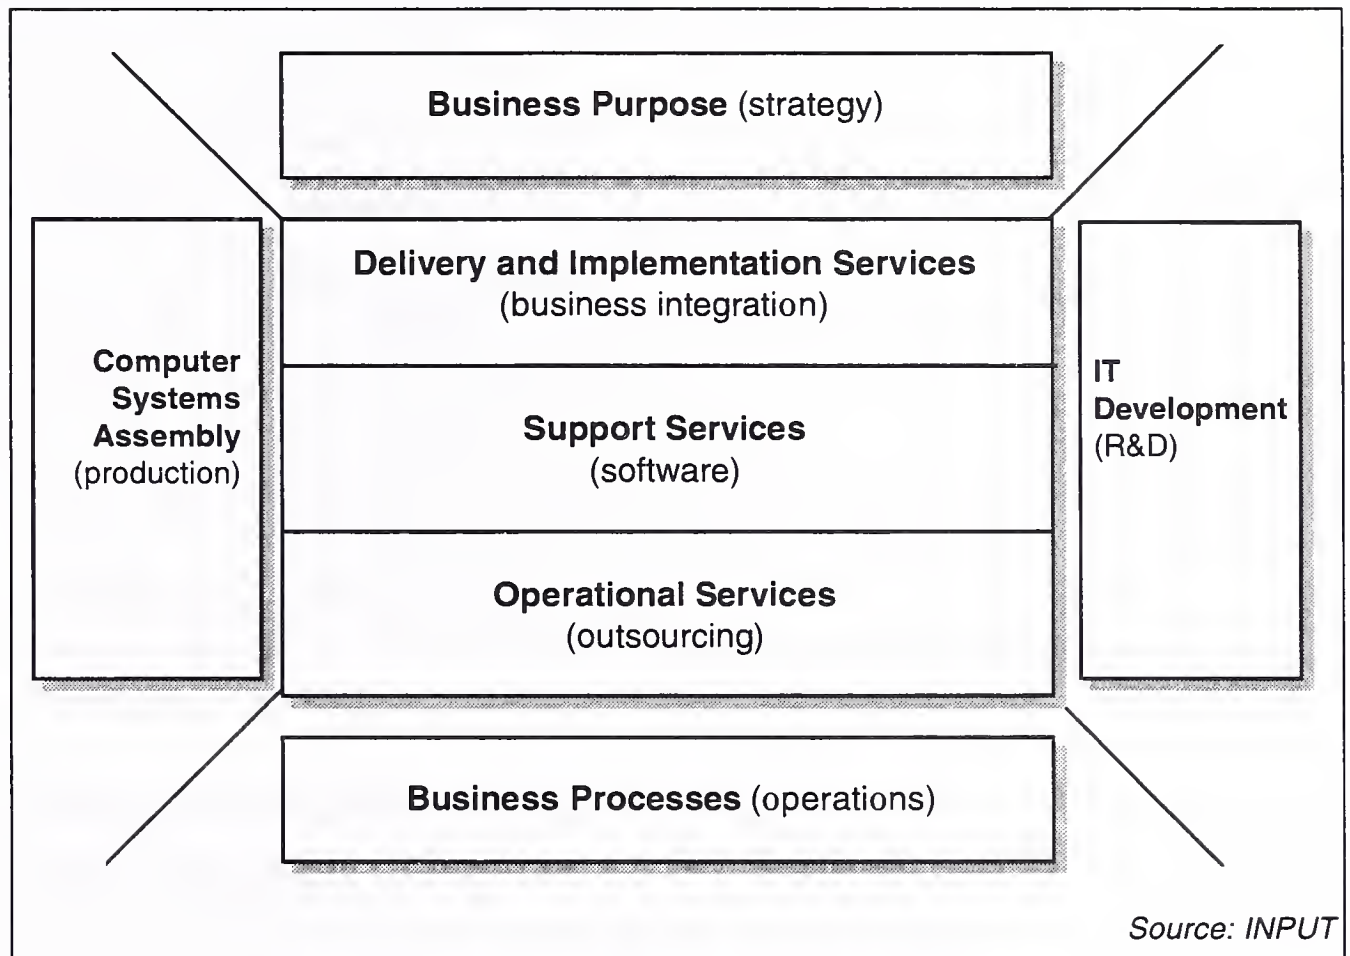 Business Purpose (strategy)
Delivery and Implementation Services
(business integration)
Computer
Systems
Assembly
(production)
Support Services
(software)
IT
Development
(R&D)
Operational Services
(outsourcing)
Business Processes (operations)
Source: INPUT